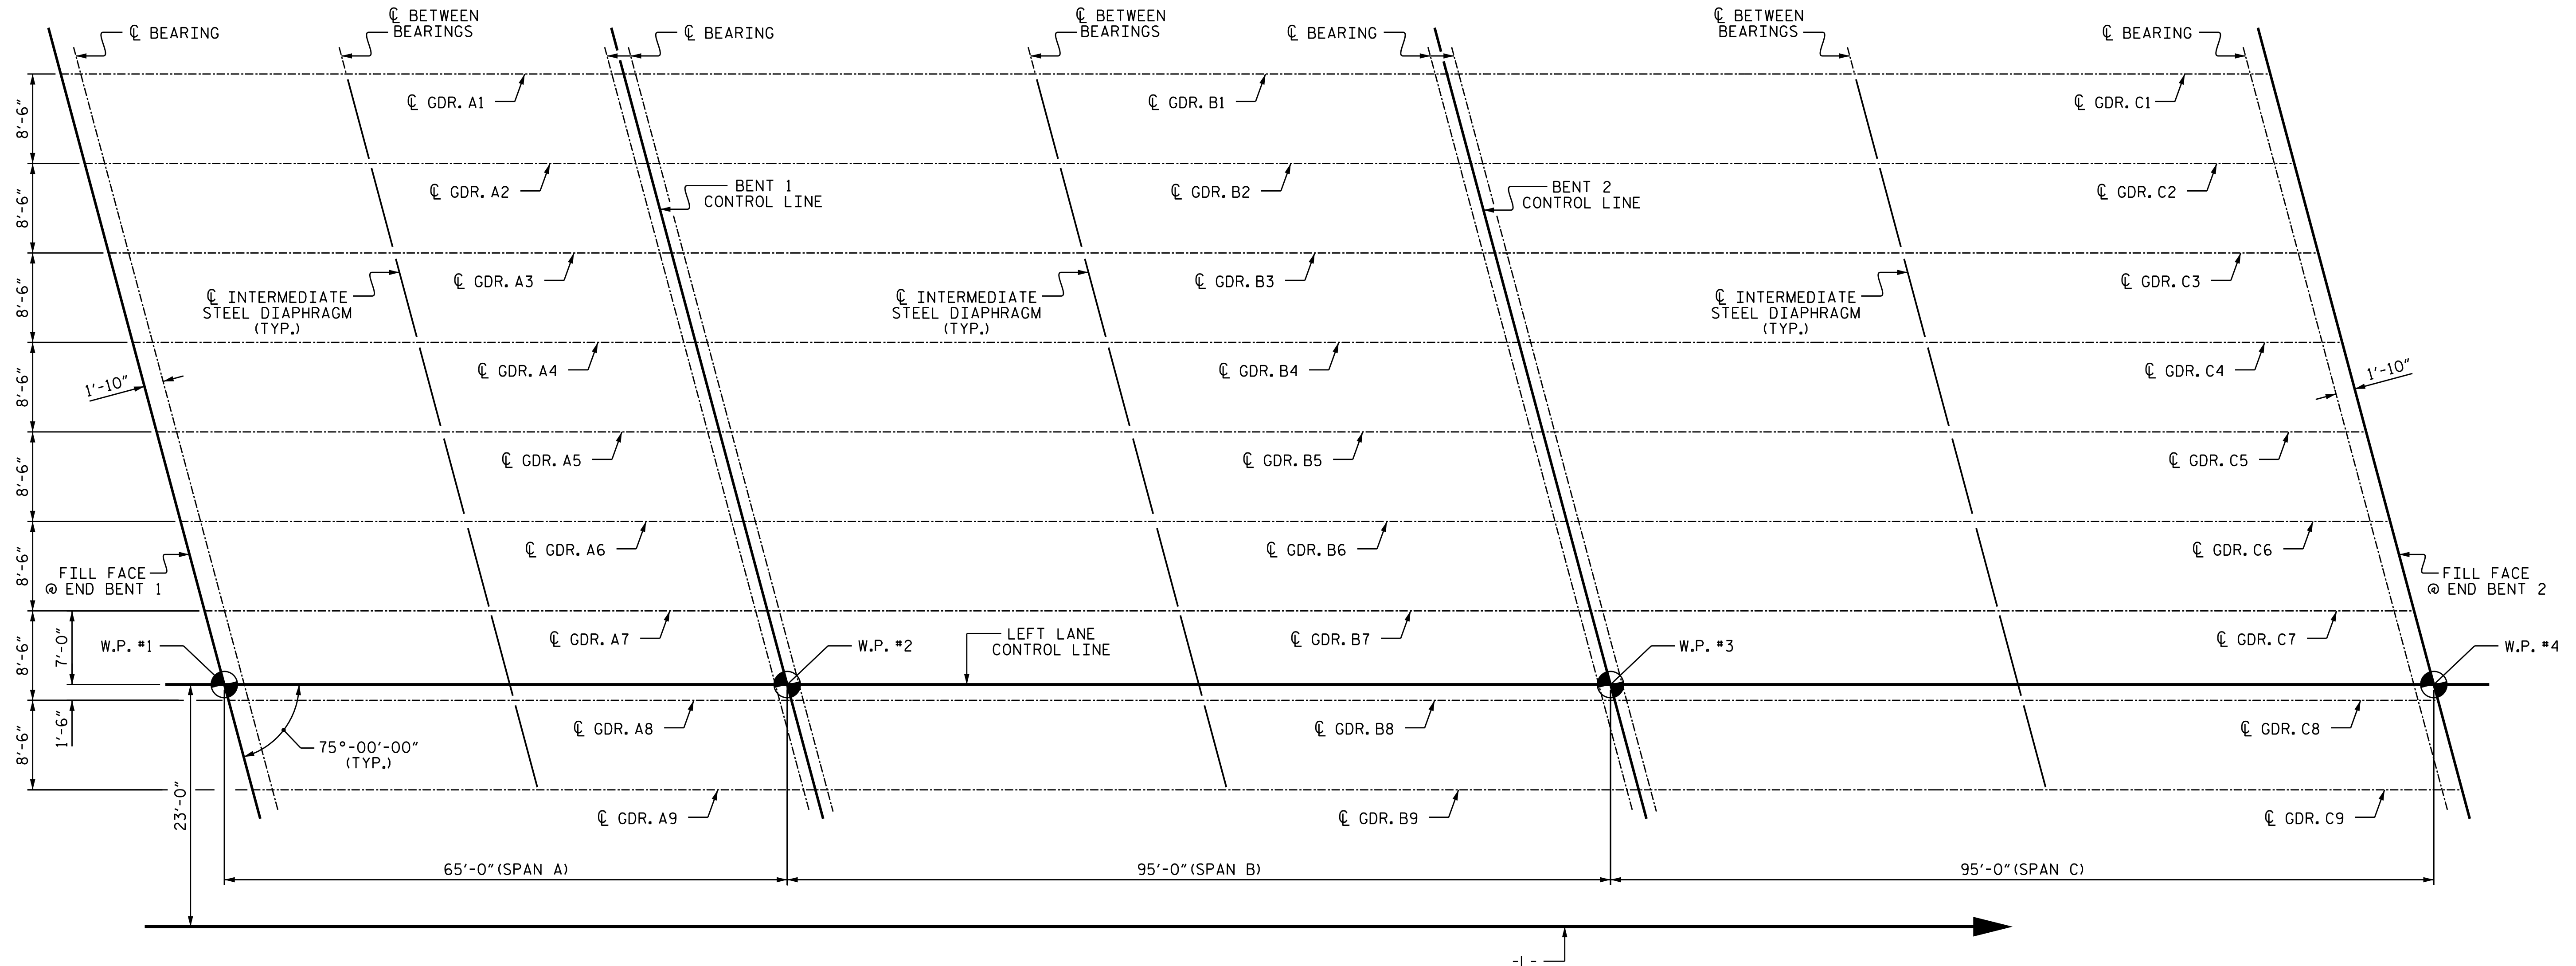 ℄ BEARING
℄ BETWEEN
BEARINGS
℄ BEARING
℄ BETWEEN
BEARINGS
℄ BEARING
℄ BETWEEN
BEARINGS
℄ BEARING
8'-6"
℄ GDR. A1
℄ GDR. B1
℄ GDR. C1
8'-6"
℄ GDR. A2
BENT 1
CONTROL LINE
℄ GDR. B2
BENT 2
CONTROL LINE
℄ GDR. C2
8'-6"
℄ GDR. A3
℄ GDR. B3
℄ GDR. C3
℄ INTERMEDIATE
STEEL DIAPHRAGM
(TYP.)
℄ INTERMEDIATE
STEEL DIAPHRAGM
(TYP.)
℄ INTERMEDIATE
STEEL DIAPHRAGM
(TYP.)
8'-6"
1'-10"
℄ GDR. A4
℄ GDR. B4
℄ GDR. C4
1'-10"
8'-6"
℄ GDR. A5
℄ GDR. B5
℄ GDR. C5
8'-6"
℄ GDR. A6
℄ GDR. B6
℄ GDR. C6
FILL FACE
@ END BENT 1
FILL FACE
@ END BENT 2
8'-6"
7'-0"
W.P. #1
℄ GDR. A7
W.P. #2
LEFT LANE
CONTROL LINE
℄ GDR. B7
W.P. #3
℄ GDR. C7
W.P. #4
8'-6"
1'-6"
75°-00'-00"
(TYP.)
℄ GDR. A8
℄ GDR. B8
℄ GDR. C8
23'-0"
℄ GDR. A9
℄ GDR. B9
℄ GDR. C9
65'-0"(SPAN A)
95'-0"(SPAN B)
95'-0"(SPAN C)